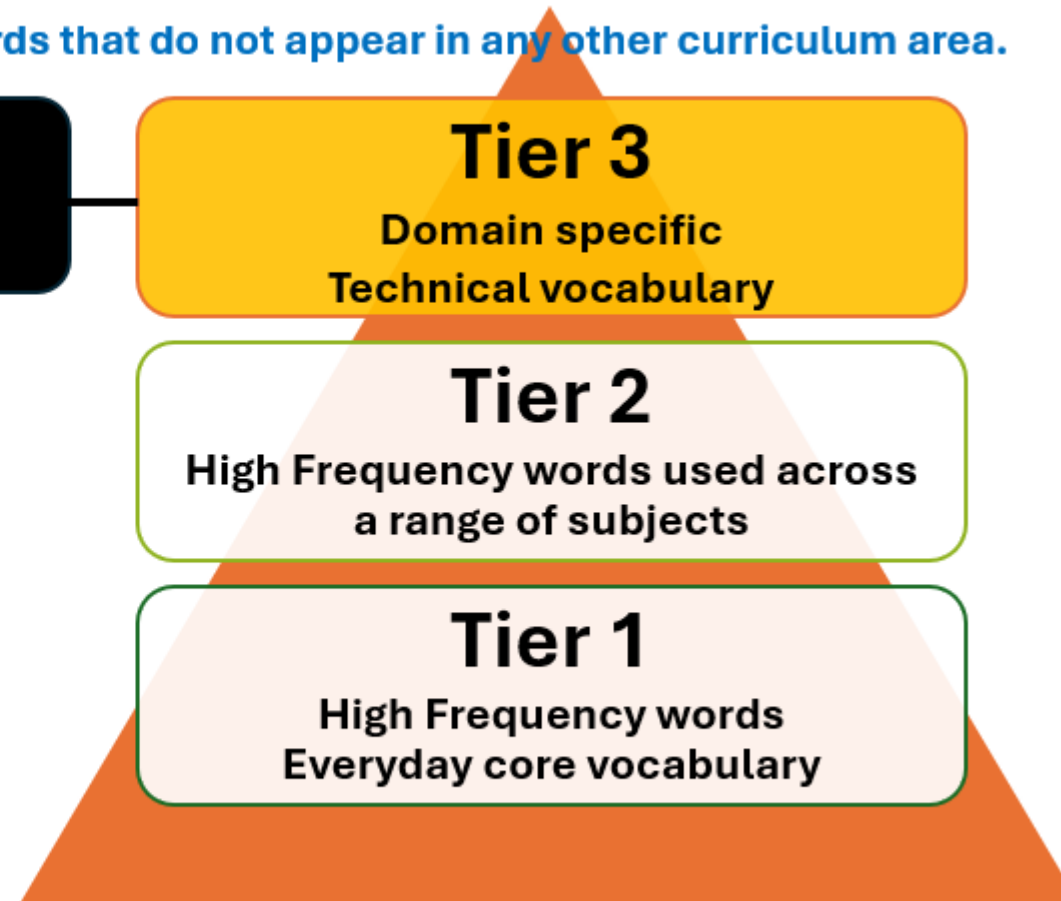 that do not appear in any other curriculum area.
Tier 3
Domain specific
Technical vocabulary
Tier 2
High Frequency words used across
a range of subjects
Tier 1
High Frequency words
Everyday core vocabulary